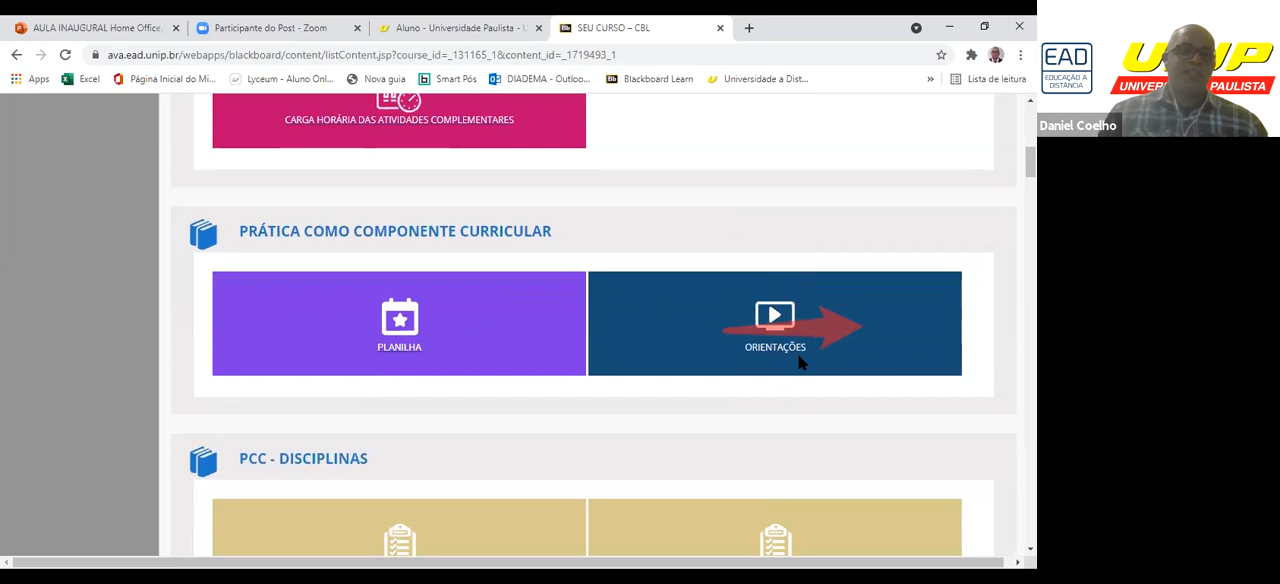 AULA INAUGURAL Home Office.
Participante do Post - Zoom
Aluno - Universidade Paulista -
SEU CURSO – CBL
ava.ead.unip.br/webapps/blackboard/content/listContent.jsp?course_id=_131165_1&content_id=_1719493_1
Apps
Excel
Página Inicial do Mi...
Lyceum - Aluno Onl...
Nova guia
Smart Pós
DIADEMA - Outloo...
Blackboard Learn
Universidade a Dist...
»
Lista de leitura
CARGA HORÁRIA DAS ATIVIDADES COMPLEMENTARES
PRÁTICA COMO COMPONENTE CURRICULAR
PLANILHA
ORIENTAÇÕES
PCC - DISCIPLINAS
EAD
EDUCAÇÃO A
DISTÂNCIA
UNIP
PAULISTA
Daniel Coelho